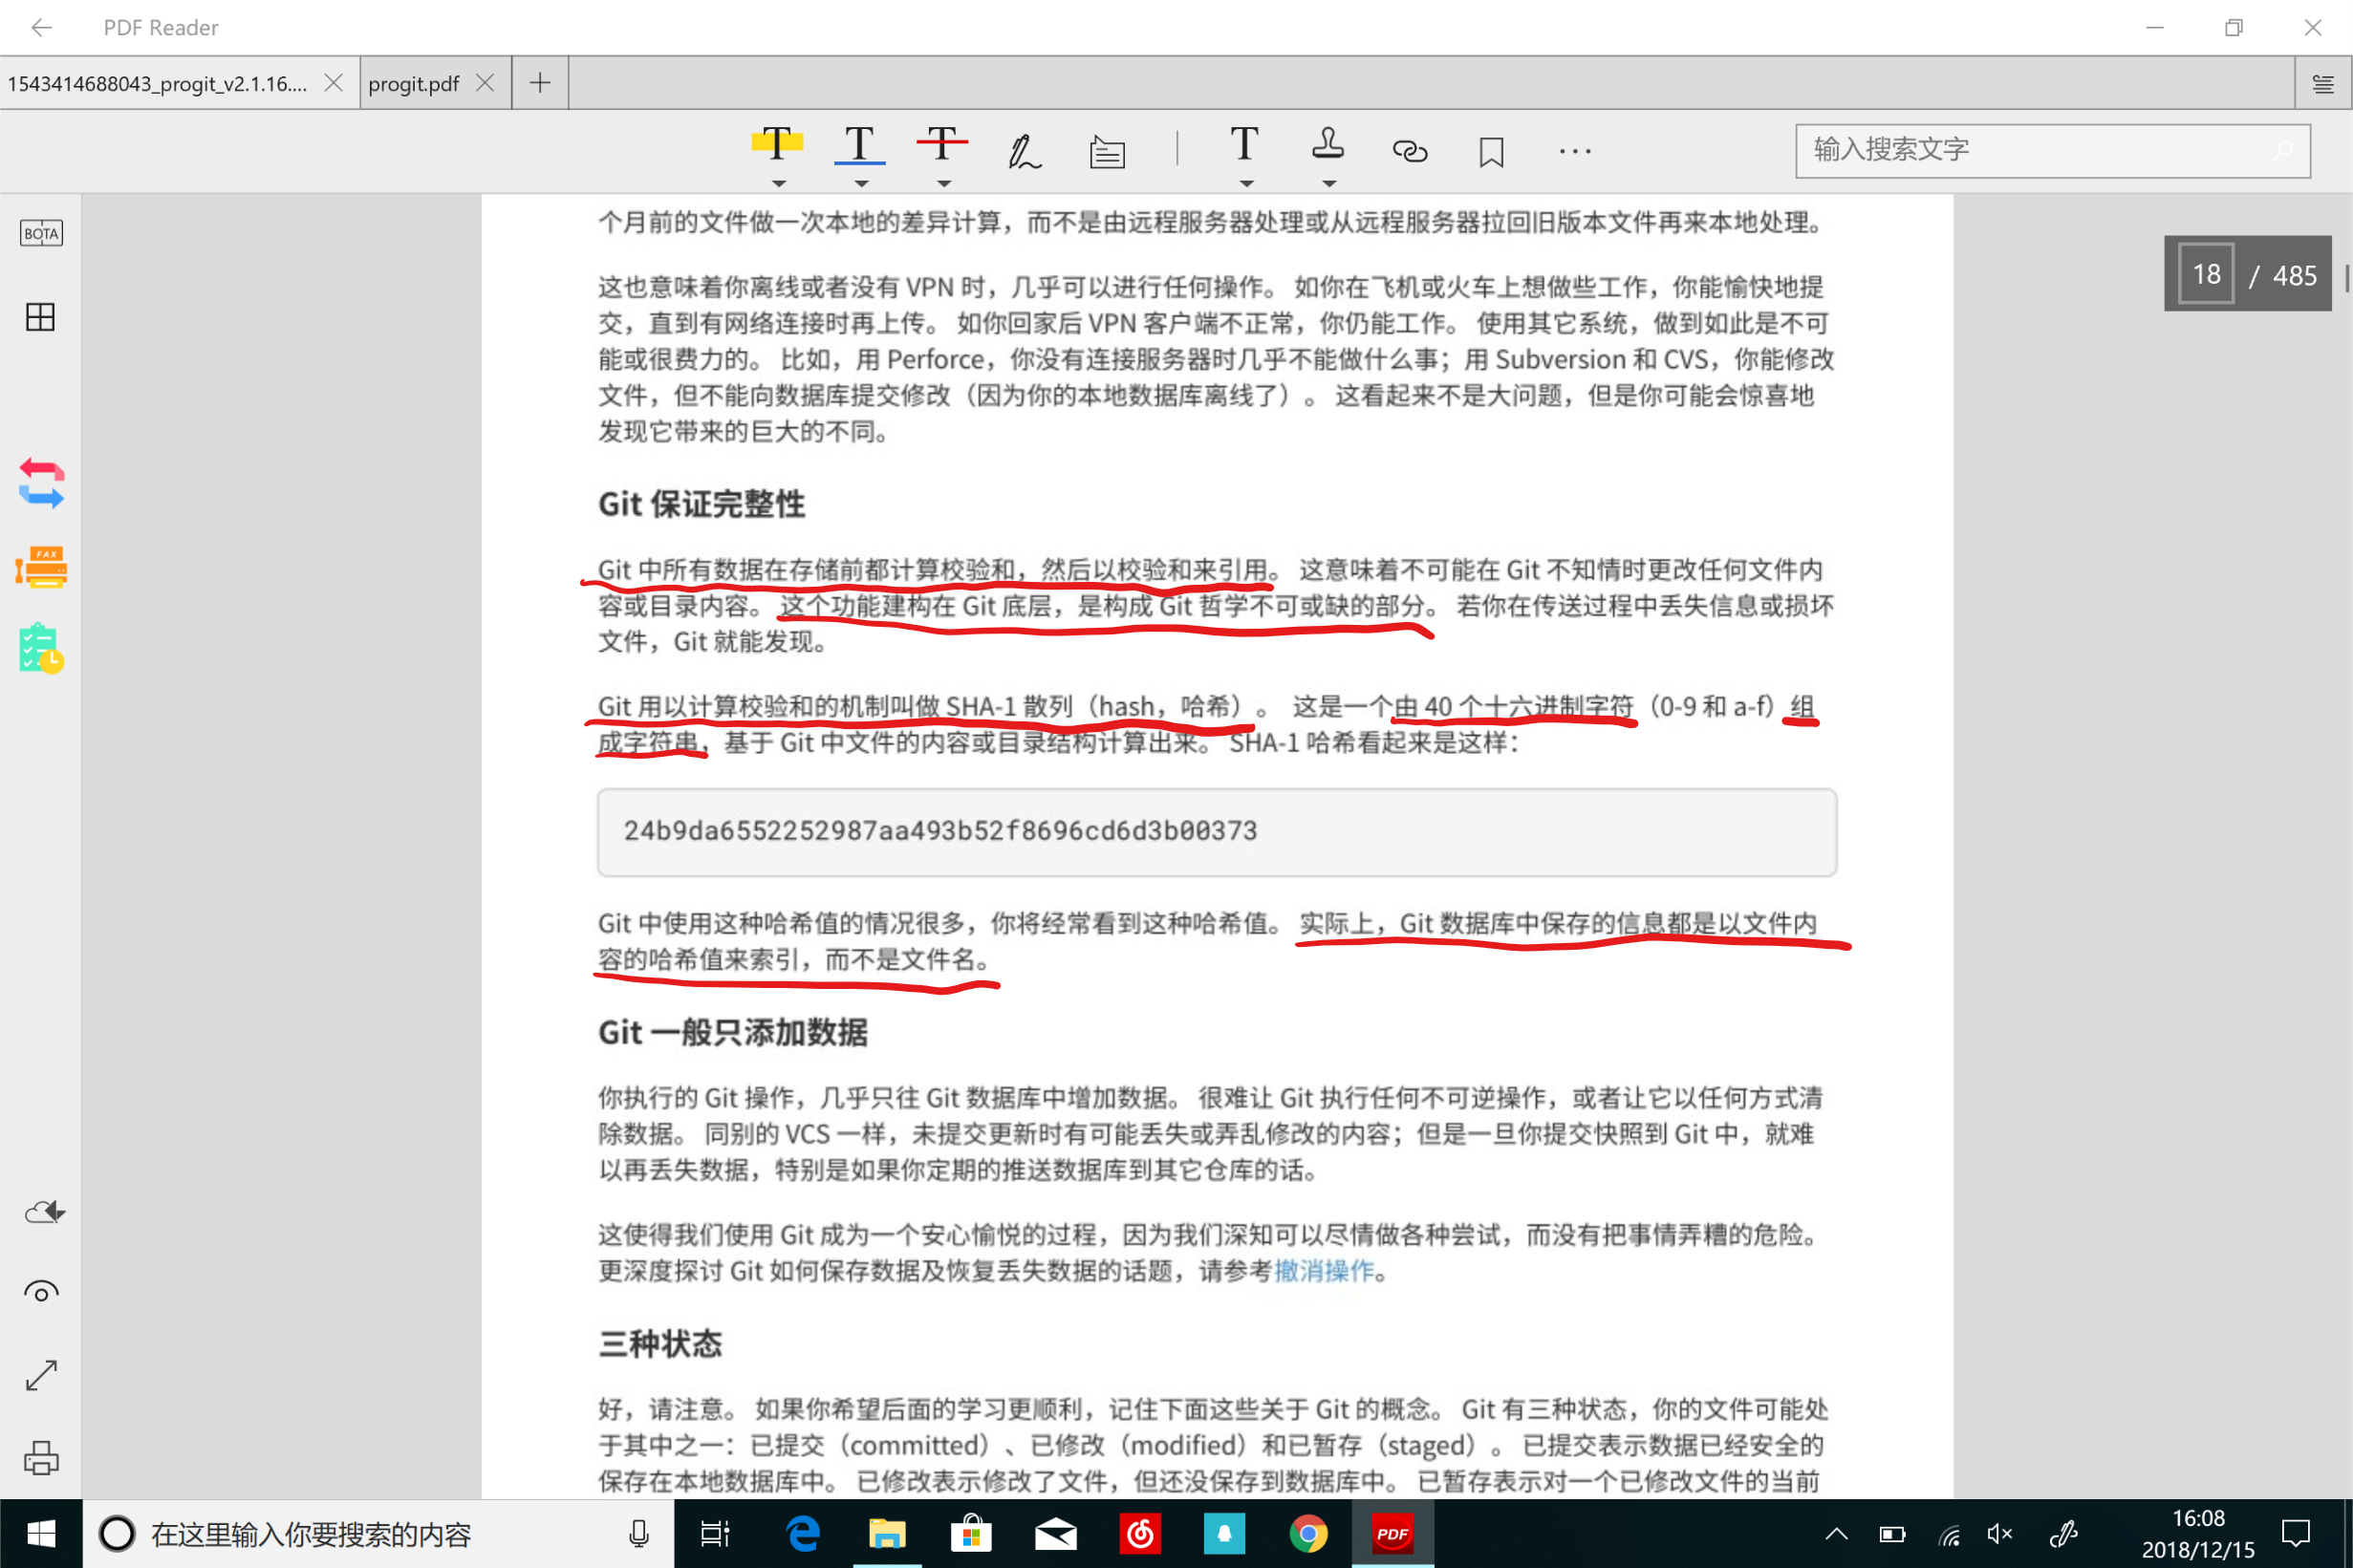 PDF Reader
1543414688043_progit_v2.1.16....
progit.pdf
输入搜索文字
BOTA
18 / 485
FAX
个月前的文件做一次本地的差异计算，而不是由远程服务器处理或从远程服务器拉回旧版本文件再来本地处理。
这也意味着你离线或者没有 VPN 时，几乎可以进行任何操作。 如你在飞机或火车上想做些工作，你能愉快地提
交，直到有网络连接时再上传。 如你回家后 VPN 客户端不正常，你仍能工作。 使用其它系统，做到如此是不可
能或很费力的。 比如，用 Perforce，你没有连接服务器时几乎不能做什么事；用 Subversion 和 CVS，你能修改
文件，但不能向数据库提交修改（因为你的本地数据库离线了）。 这看起来不是大问题，但是你可能会惊喜地
发现它带来的巨大的不同。
Git 保证完整性
Git 中所有数据在存储前都计算校验和，然后以校验和来引用。 这意味着不可能在 Git 不知情时更改任何文件内
容或目录内容。 这个功能建构在 Git 底层，是构成 Git 哲学不可或缺的部分。 若你在传送过程中丢失信息或损坏
文件，Git 就能发现。
Git 用以计算校验和的机制叫做 SHA-1 散列（hash，哈希）。 这是一个由 40 个十六进制字符（0-9 和 a-f）组
成字符串，基于 Git 中文件的内容或目录结构计算出来。 SHA-1 哈希看起来是这样：
24b9da6552252987aa493b52f8696cd6d3b00373
Git 中使用这种哈希值的情况很多，你将经常看到这种哈希值。 实际上，Git 数据库中保存的信息都是以文件内
容的哈希值来索引，而不是文件名。
Git 一般只添加数据
你执行的 Git 操作，几乎只往 Git 数据库中增加数据。 很难让 Git 执行任何不可逆操作，或者让它以任何方式清
除数据。 同别的 VCS 一样，未提交更新时有可能丢失或弄乱修改的内容；但是一旦你提交快照到 Git 中，就难
以再丢失数据，特别是如果你定期的推送数据库到其它仓库的话。
这使得我们使用 Git 成为一个安心愉悦的过程，因为我们深知可以尽情做各种尝试，而没有把事情弄糟的危险。
更深度探讨 Git 如何保存数据及恢复丢失数据的话题，请参考撤消操作。
三种状态
好，请注意。 如果你希望后面的学习更顺利，记住下面这些关于 Git 的概念。 Git 有三种状态，你的文件可能处
于其中之一：已提交（committed）、已修改（modified）和已暂存（staged）。 已提交表示数据已经安全的
保存在本地数据库中。 已修改表示修改了文件，但还没保存到数据库中。 已暂存表示对一个已修改文件的当前
在这里输入你要搜索的内容
PDF
16:08
2018/12/15